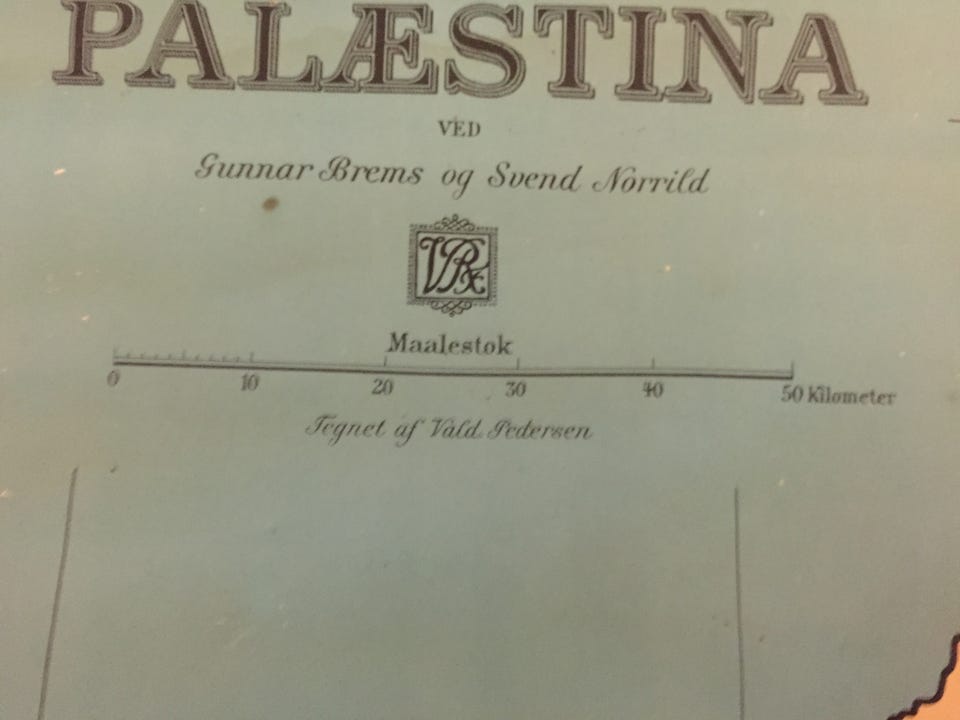 PALÆSTINA
VED
Gunnar Brems og Svend Norrild
Maalestok
0 10 20 30 40 50 Kilometer
Tegnet af Vald. Pedersen